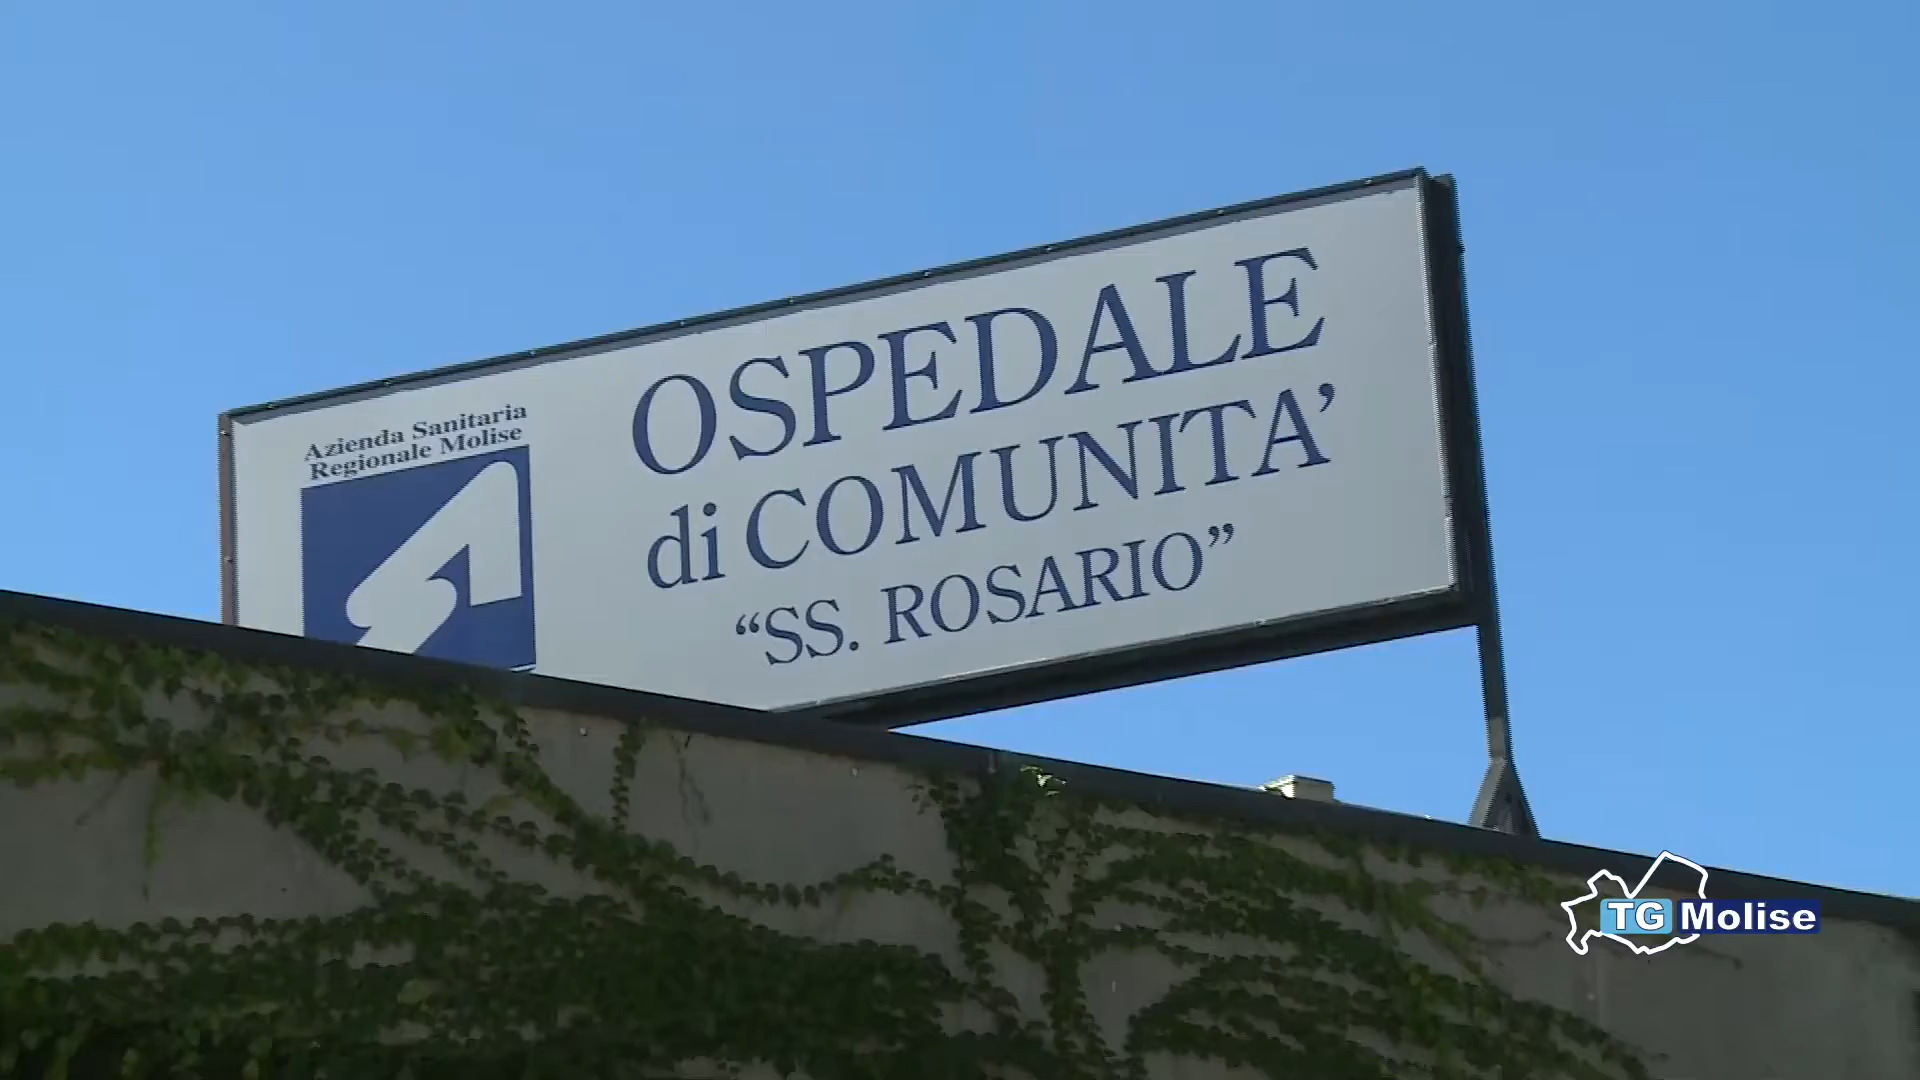 Azienda Sanitaria
Regionale Molise
OSPEDALE
di COMUNITA’
“SS. ROSARIO”
TG Molise